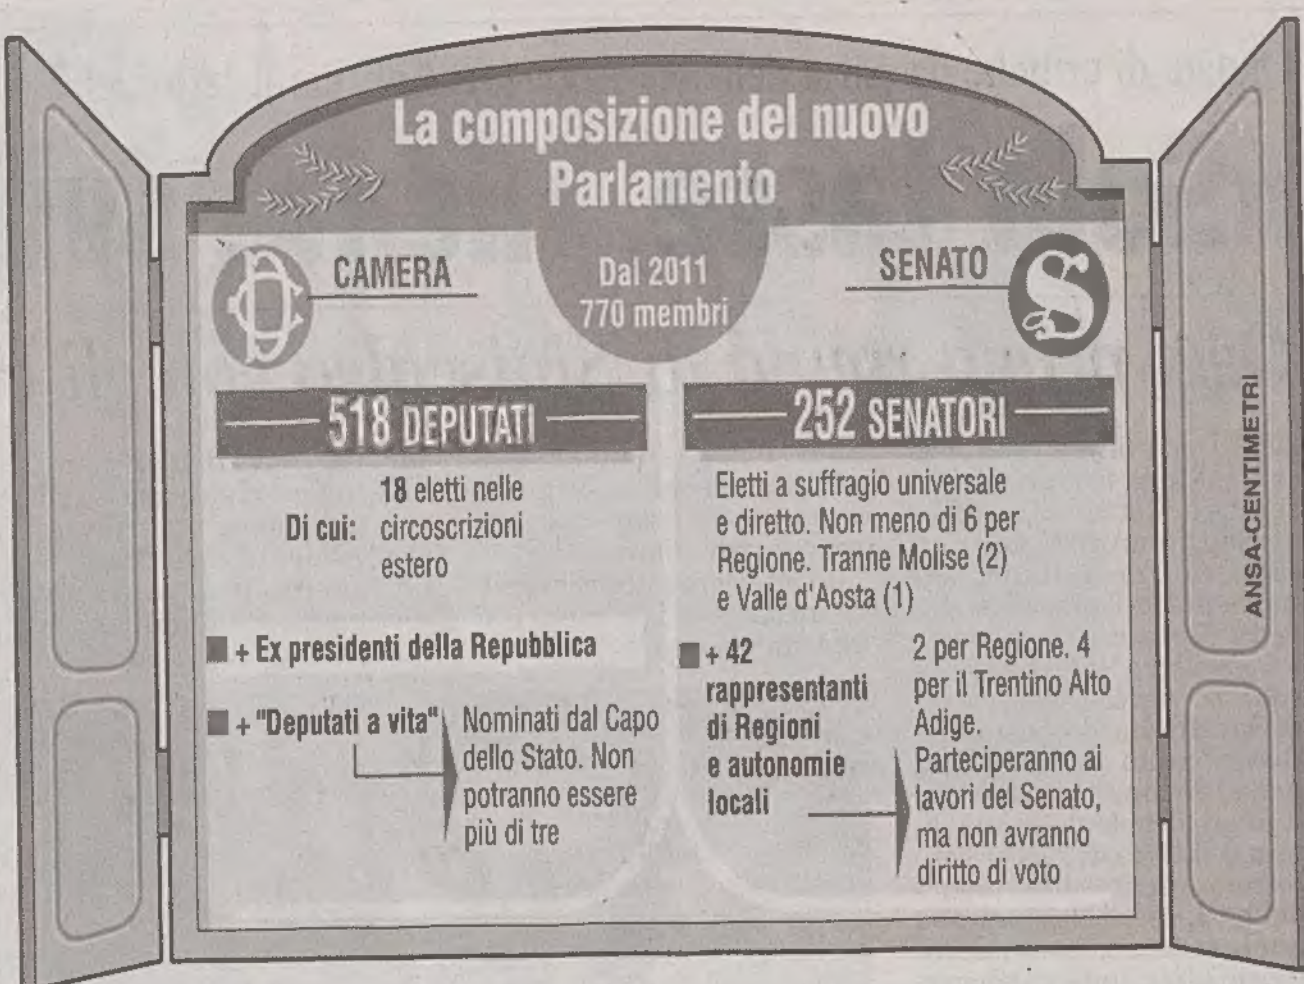 La composizione del nuovo
Parlamento
CAMERA
Dal 2011
770 membri
SENATO
518 DEPUTATI
18 eletti nelle
Di cui: circoscrizioni
estero
+ Ex presidenti della Repubblica
+ "Deputati a vita"
Nominati dal Capo
dello Stato. Non
potranno essere
più di tre
252 SENATORI
Eletti a suffragio universale
e diretto. Non meno di 6 per
Regione. Tranne Molise (2)
e Valle d'Aosta (1)
+ 42
rappresentanti
di Regioni
e autonomie
locali
2 per Regione. 4
per il Trentino Alto
Adige.
Parteciperanno ai
lavori del Senato,
ma non avranno
diritto di voto
ANSA-CENTIMETRI